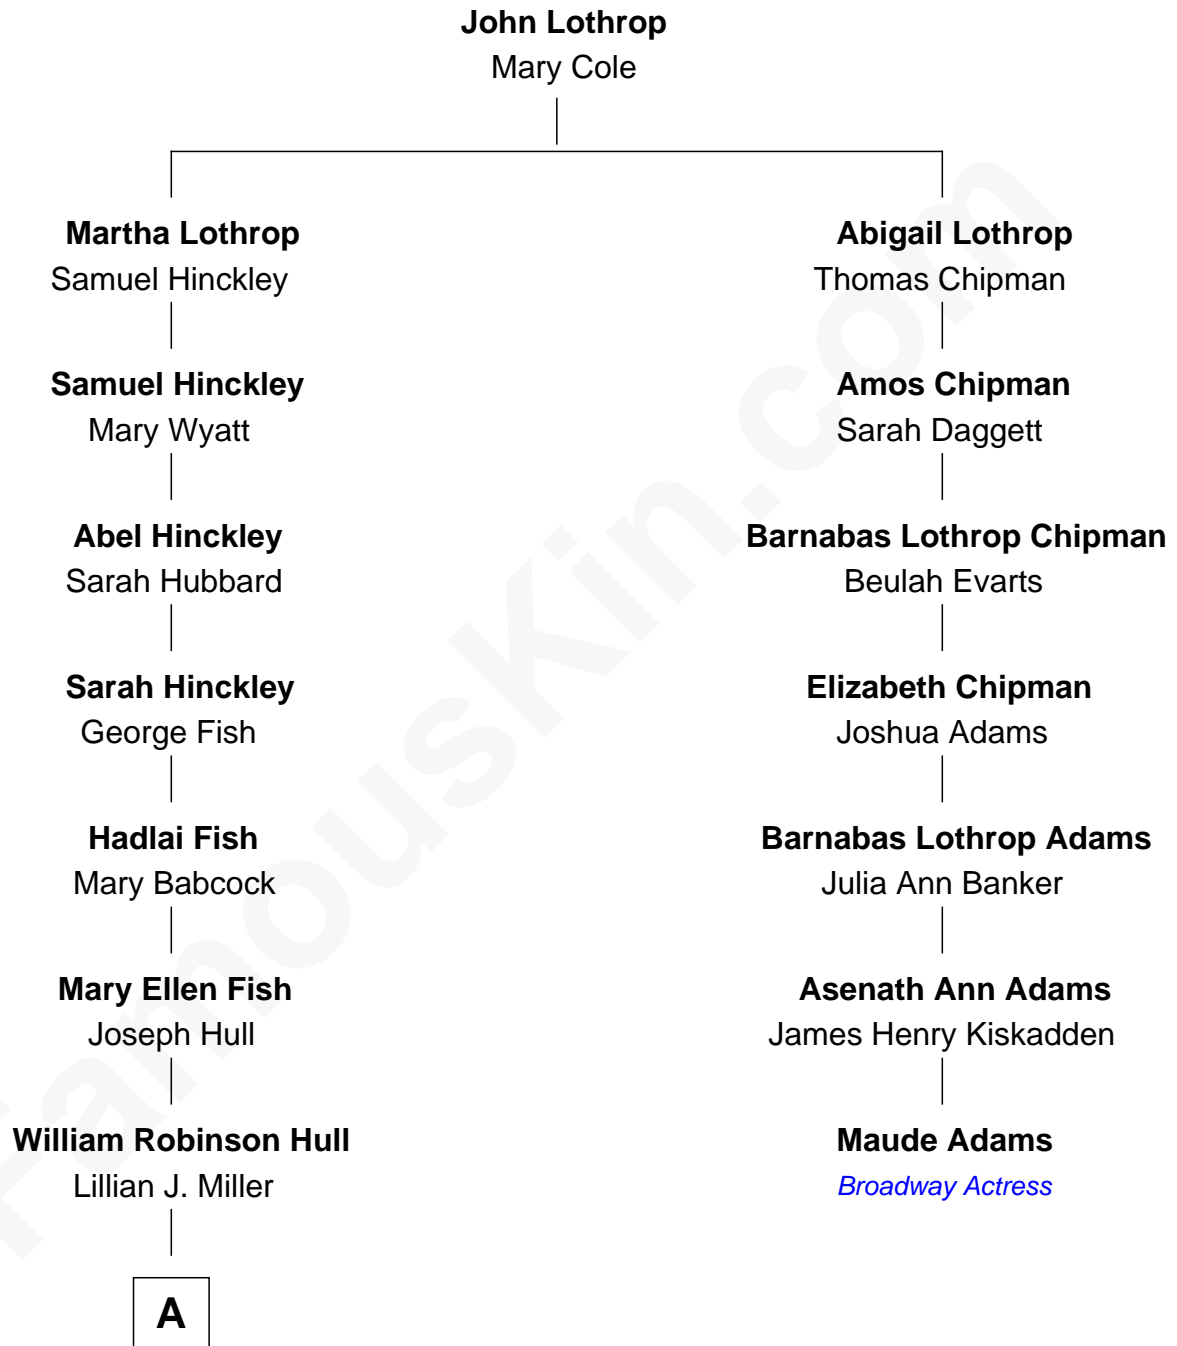 John Lothrop
Mary Cole
Martha Lothrop
Samuel Hinckley
Abigail Lothrop
Thomas Chipman
Samuel Hinckley
Mary Wyatt
Amos Chipman
Sarah Daggett
Abel Hinckley
Sarah Hubbard
Barnabas Lothrop Chipman
Beulah Evarts
Sarah Hinckley
George Fish
Elizabeth Chipman
Joshua Adams
Hadlai Fish
Mary Babcock
Barnabas Lothrop Adams
Julia Ann Banker
Mary Ellen Fish
Joseph Hull
Asenath Ann Adams
James Henry Kiskadden
William Robinson Hull
Lillian J. Miller
Maude Adams
Broadway Actress
A
FamousKin.com